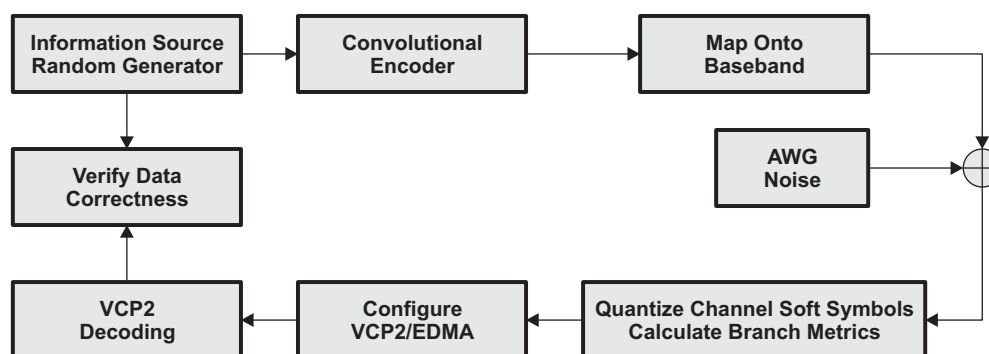 Information Source
Random Generator
Convolutional
Encoder
Map Onto
Baseband
Verify Data
Correctness
AWG
Noise
VCP2
Decoding
Configure
VCP2/EDMA
Quantize Channel Soft Symbols
Calculate Branch Metrics